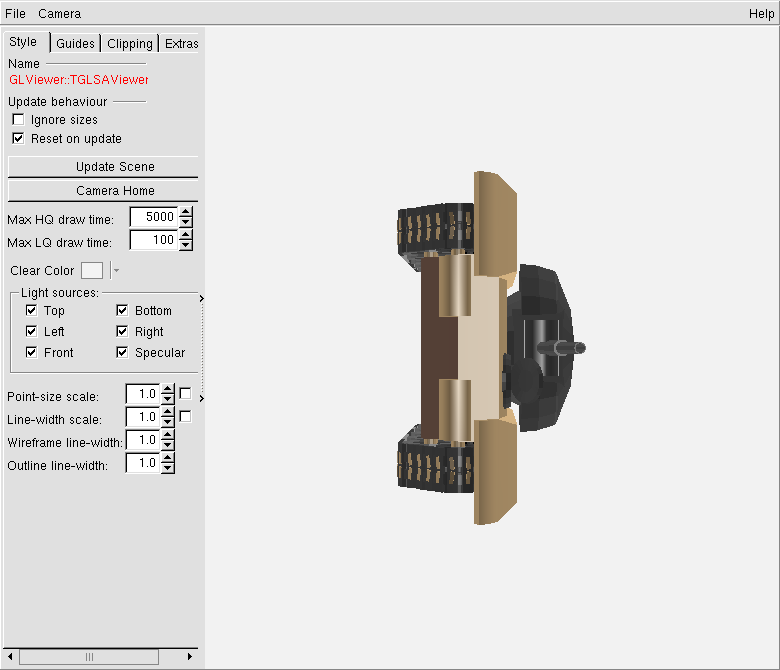 File Camera Help
Style Guides Clipping Extras
Name
GLViewer::TGLSAViewer
Update behaviour
Ignore sizes
Reset on update
Update Scene
Camera Home
Max HQ draw time: 5000
Max LQ draw time: 100
Clear Color
Light sources:
Top Bottom
Left Right
Front Specular
Point-size scale: 1.0
Line-width scale: 1.0
Wireframe line-width: 1.0
Outline line-width: 1.0